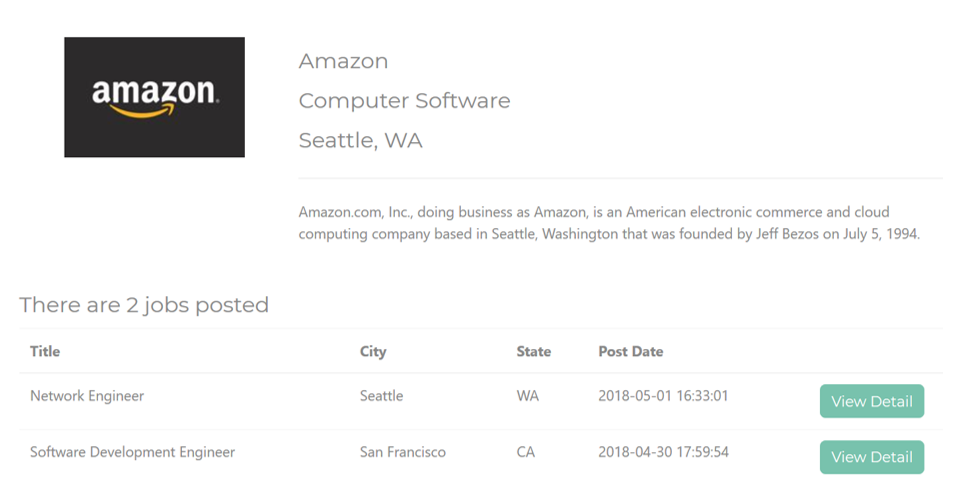 amazon
Amazon
Computer Software
Seattle, WA
Amazon.com, Inc., doing business as Amazon, is an American electronic commerce and cloud
computing company based in Seattle, Washington that was founded by Jeff Bezos on July 5, 1994.
There are 2 jobs posted
Title City State Post Date
Network Engineer Seattle WA 2018-05-01 16:33:01 View Detail
Software Development Engineer San Francisco CA 2018-04-30 17:59:54 View Detail